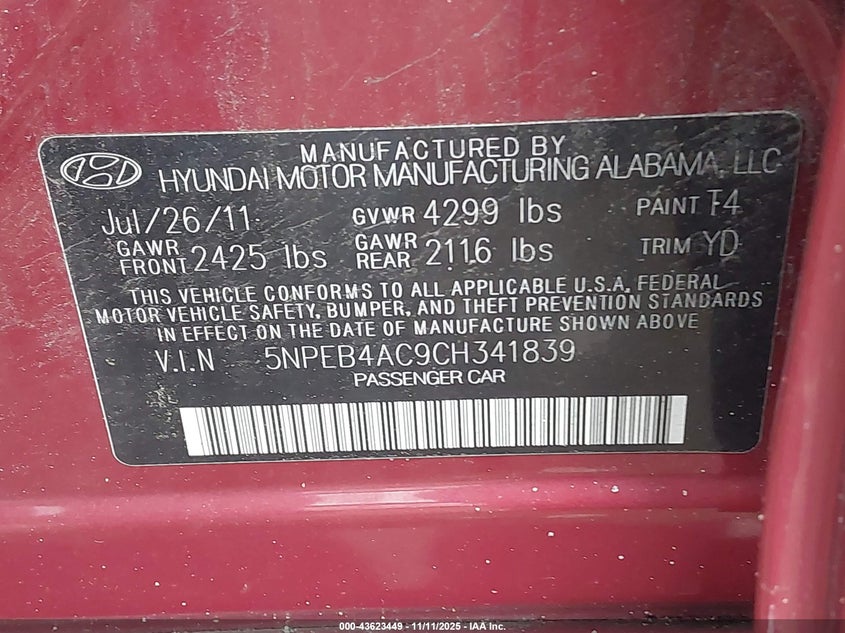 MANUFACTURED BY
HYUNDAI MOTOR MANUFACTURING ALABAMA, LLC
Jul/26/11 GVWR 4299 lbs PAINT T4
GAWR FRONT 2425 lbs GAWR REAR 2116 lbs TRIM YD
THIS VEHICLE CONFORMS TO ALL APPLICABLE U.S.A. FEDERAL
MOTOR VEHICLE SAFETY, BUMPER, AND THEFT PREVENTION STANDARDS
IN EFFECT ON THE DATE OF MANUFACTURE SHOWN ABOVE
V.I.N 5NPEB4AC9CH341839
PASSENGER CAR
000-43623449 - 11/11/2025 - IAA Inc.